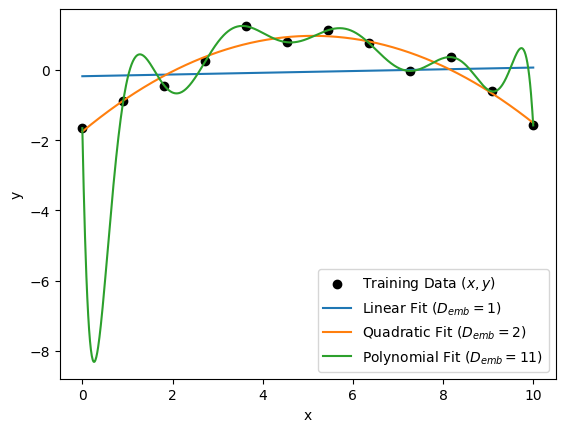 0
−2
−4
−6
−8
y
0
2
4
6
8
10
x
Training Data (x, y)
Linear Fit (D_emb = 1)
Quadratic Fit (D_emb = 2)
Polynomial Fit (D_emb = 11)